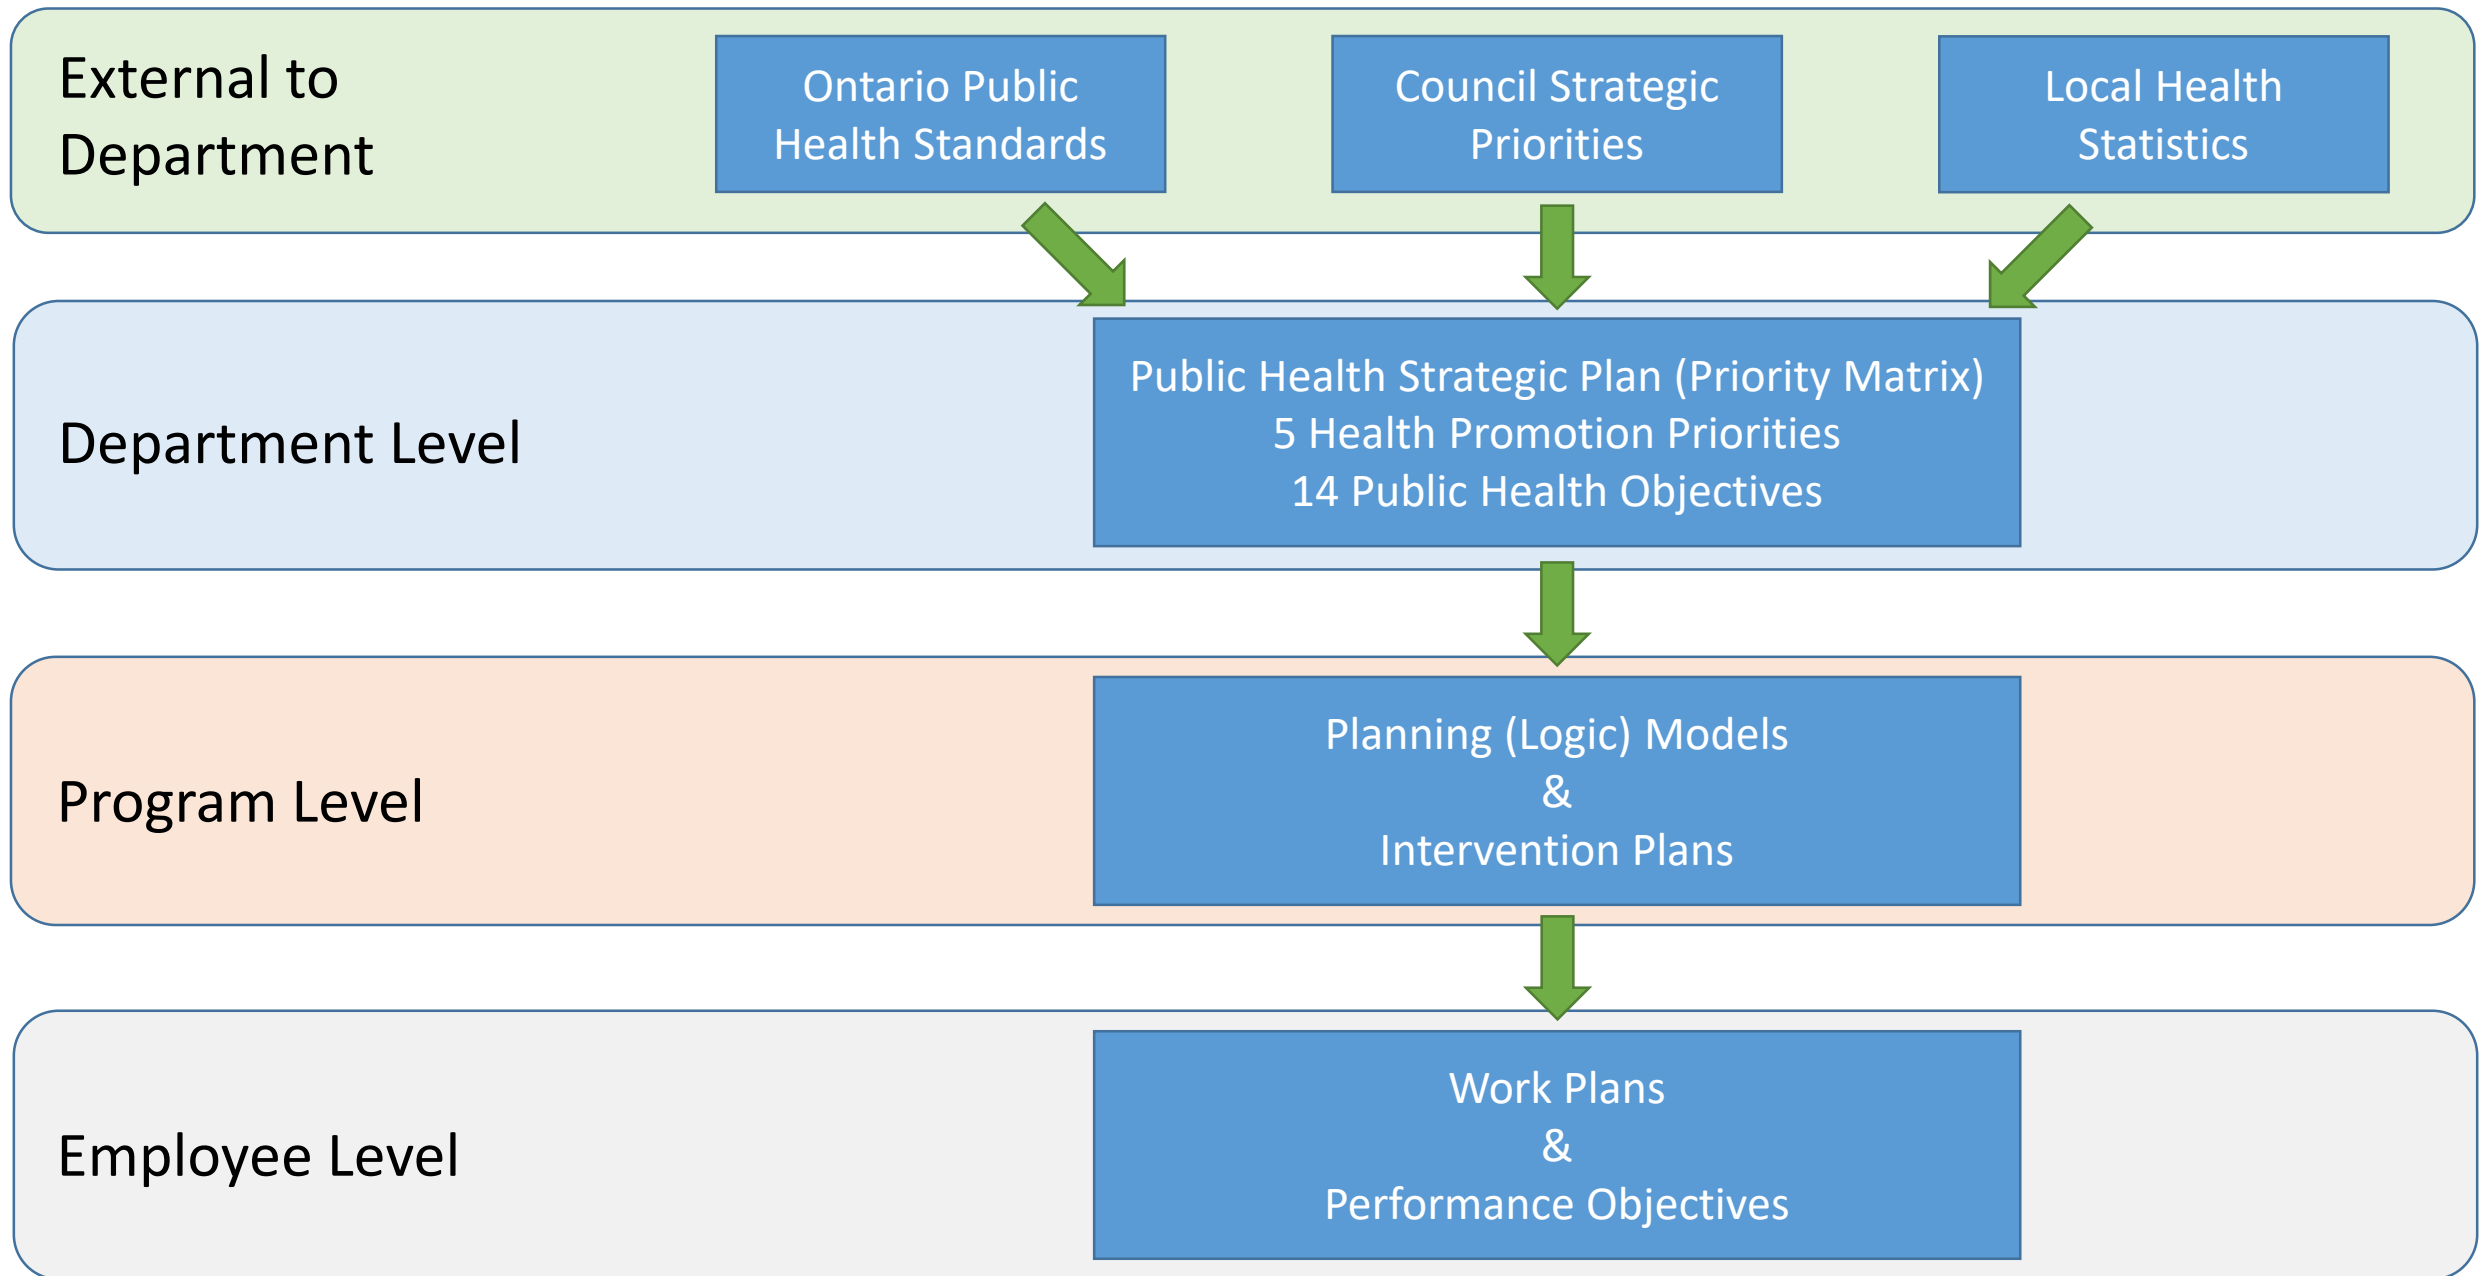 External to
Department
Ontario Public
Health Standards
Council Strategic
Priorities
Local Health
Statistics
Department Level
Public Health Strategic Plan (Priority Matrix)
5 Health Promotion Priorities
14 Public Health Objectives
Program Level
Planning (Logic) Models
&
Intervention Plans
Employee Level
Work Plans
&
Performance Objectives